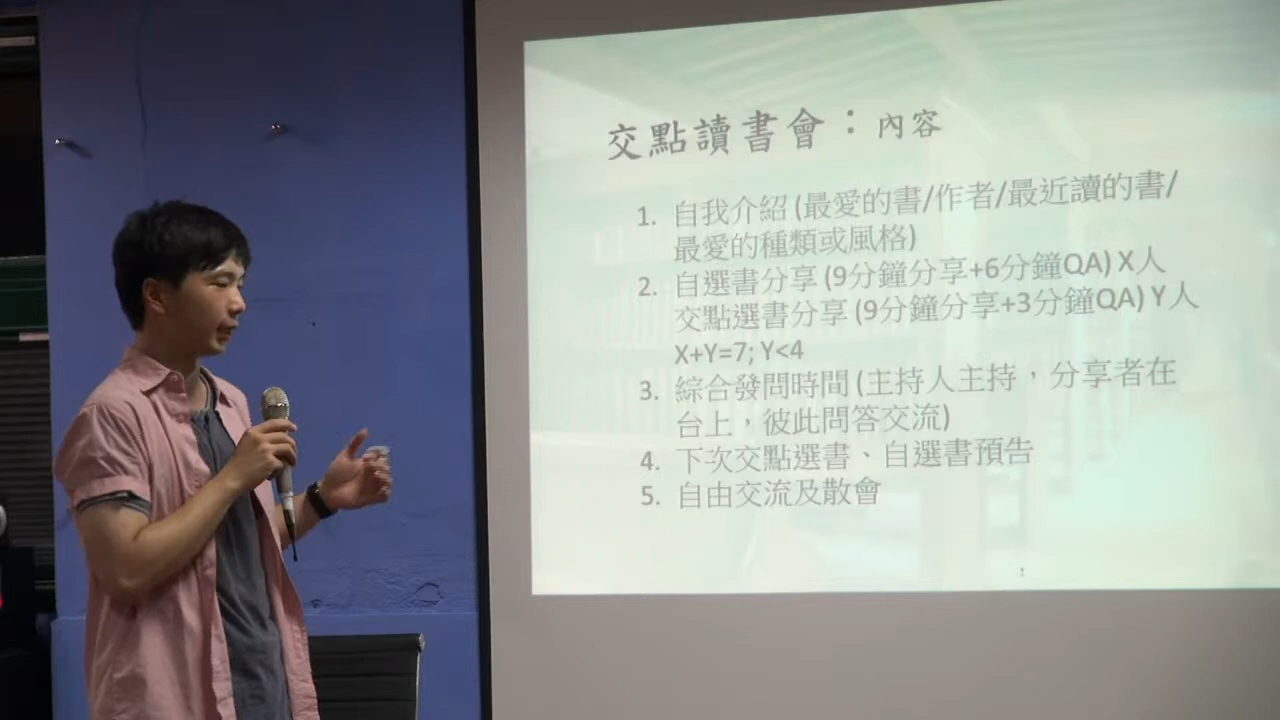 交點讀書會：內容
1. 自我介紹 (最愛的書/作者/最近讀的書/
最愛的種類或風格)
2. 自選書分享 (9分鐘分享+6分鐘QA) X人
交點選書分享 (9分鐘分享+3分鐘QA) Y人
X+Y=7; Y<4
3. 綜合發問時間 (主持人主持，分享者在
台上，彼此問答交流)
4. 下次交點選書、自選書預告
5. 自由交流及散會